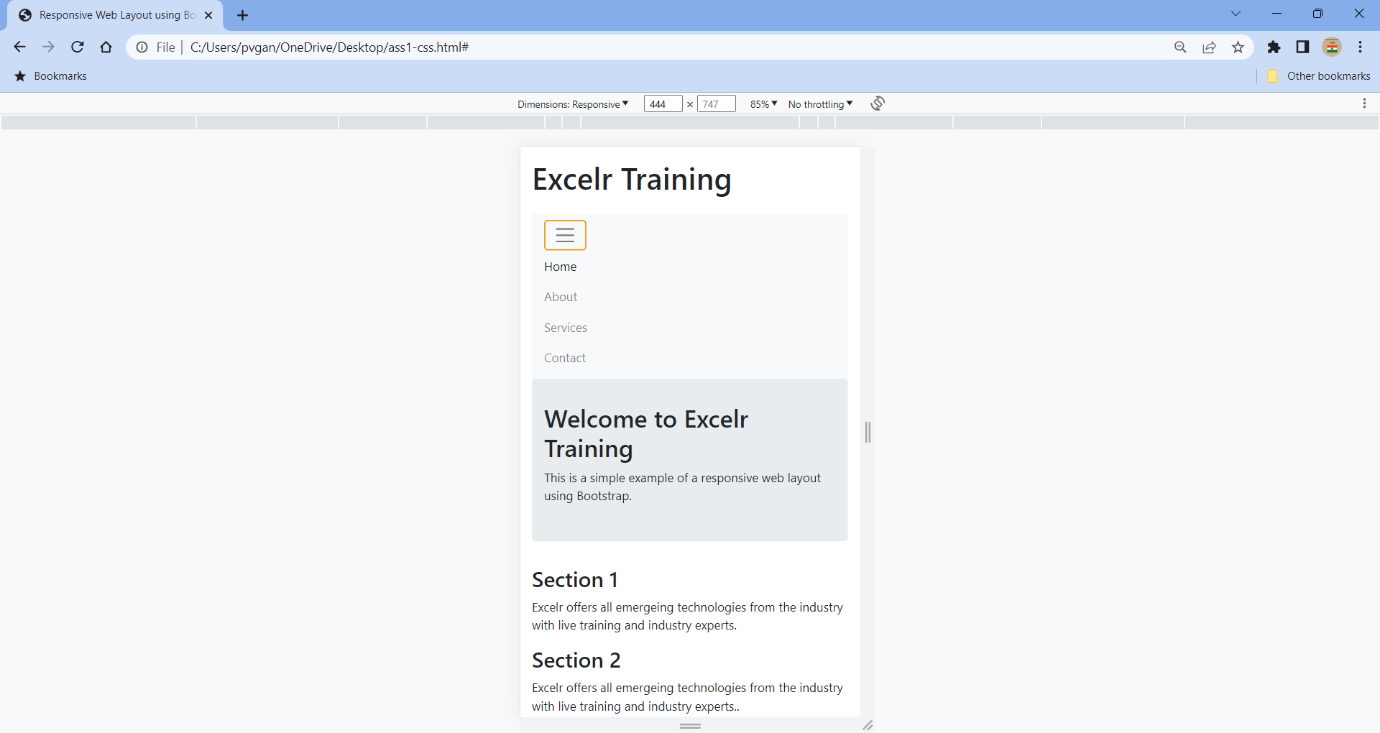 Responsive Web Layout using Bo
File | C:/Users/pvgan/OneDrive/Desktop/ass1-css.html#
Bookmarks
Other bookmarks
Dimensions: Responsive ▼ 444 × 747 85% ▼ No throttling ▼
Excelr Training
Home
About
Services
Contact
Welcome to Excelr
Training
This is a simple example of a responsive web layout
using Bootstrap.
Section 1
Excelr offers all emergeing technologies from the industry
with live training and industry experts.
Section 2
Excelr offers all emergeing technologies from the industry
with live training and industry experts..